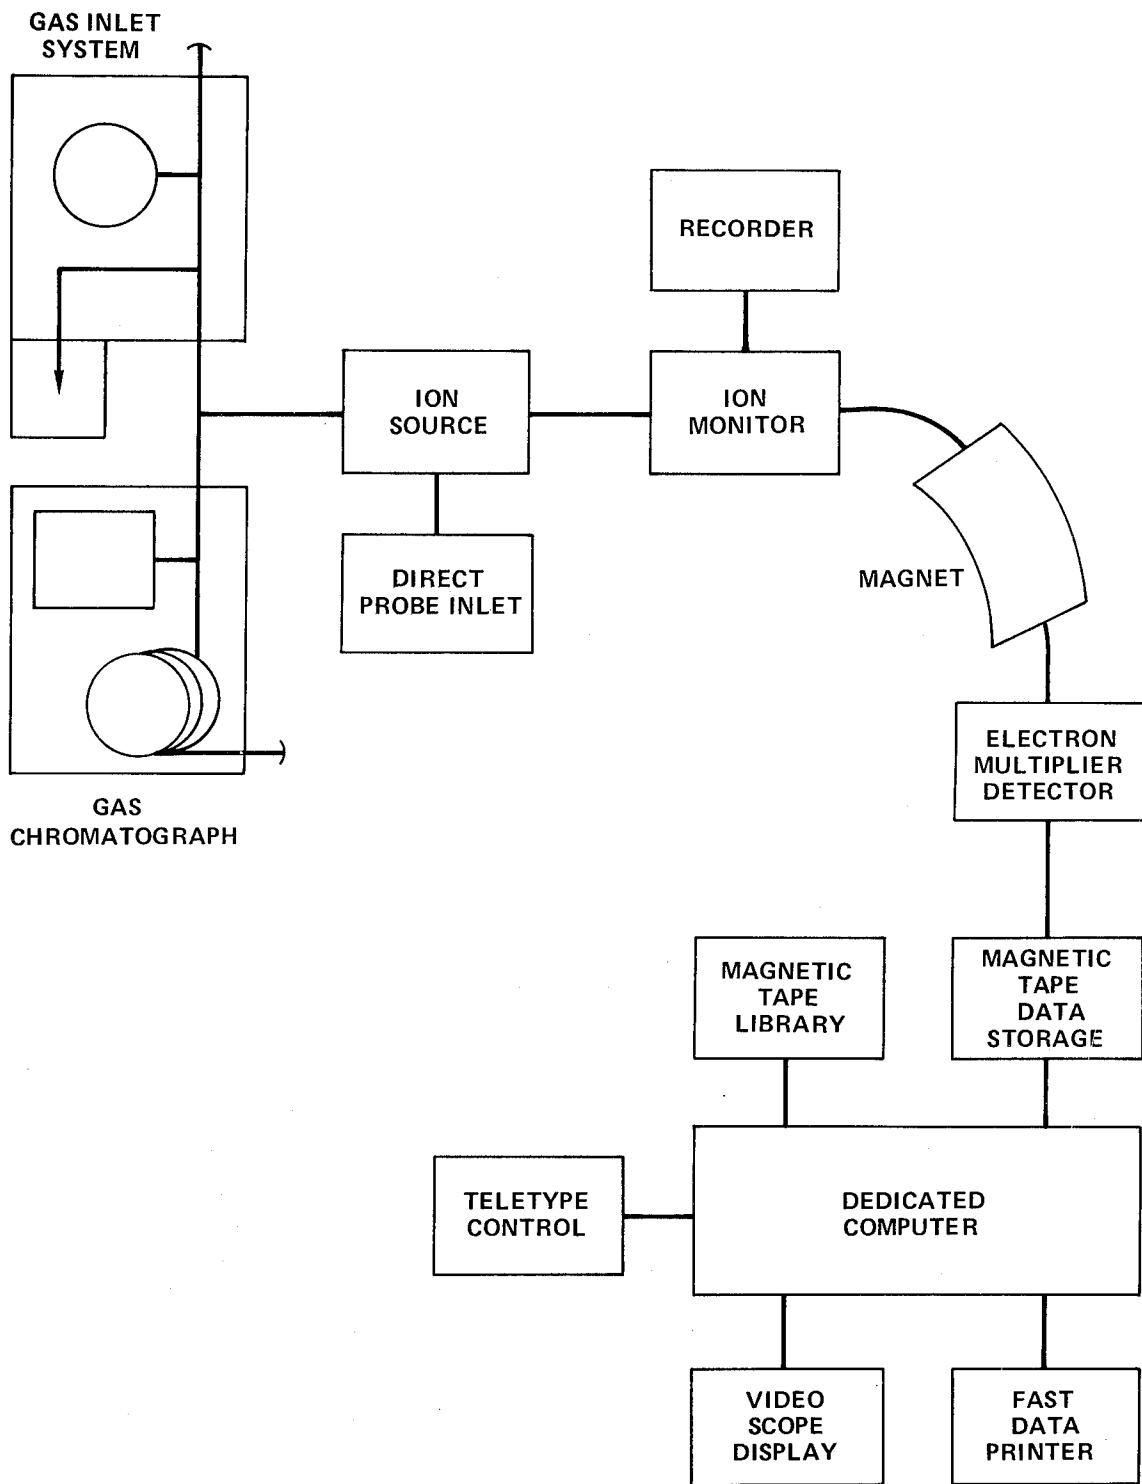 GAS INLET
SYSTEM
RECORDER
ION
SOURCE
ION
MONITOR
DIRECT
PROBE INLET
MAGNET
GAS
CHROMATOGRAPH
ELECTRON
MULTIPLIER
DETECTOR
MAGNETIC
TAPE
LIBRARY
MAGNETIC
TAPE
DATA
STORAGE
TELETYPE
CONTROL
DEDICATED
COMPUTER
VIDEO
SCOPE
DISPLAY
FAST
DATA
PRINTER